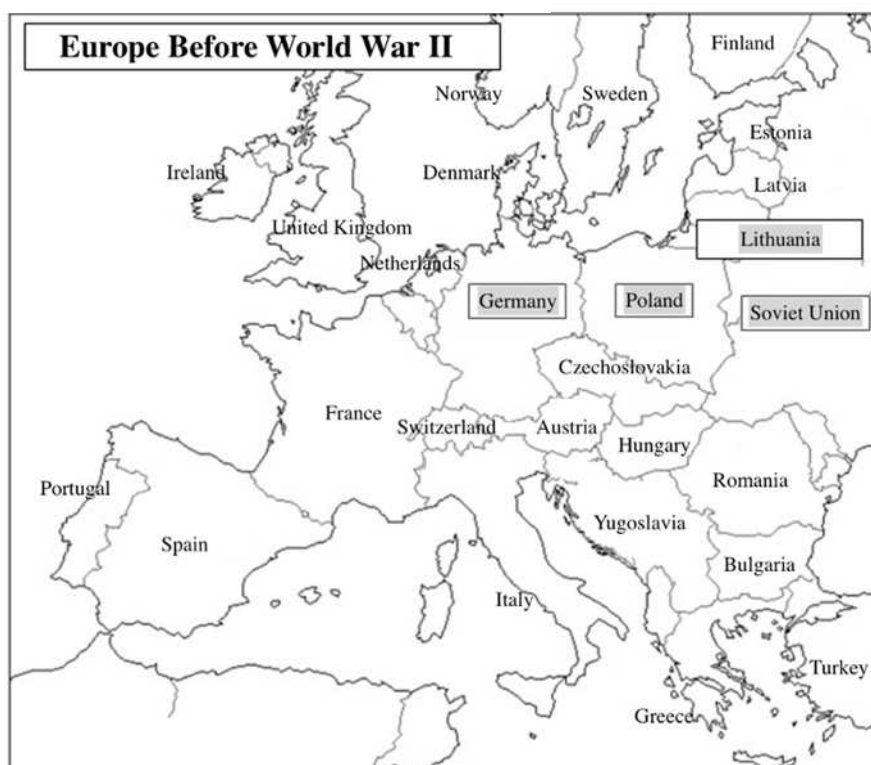 Europe Before World War II
Finland
Norway
Sweden
Estonia
Ireland
Denmark
Latvia
United Kingdom
Lithuania
Netherlands
Germany
Poland
Soviet Union
Czechoslovakia
France
Switzerland
Austria
Hungary
Romania
Portugal
Yugoslavia
Spain
Bulgaria
Italy
Turkey
Greece